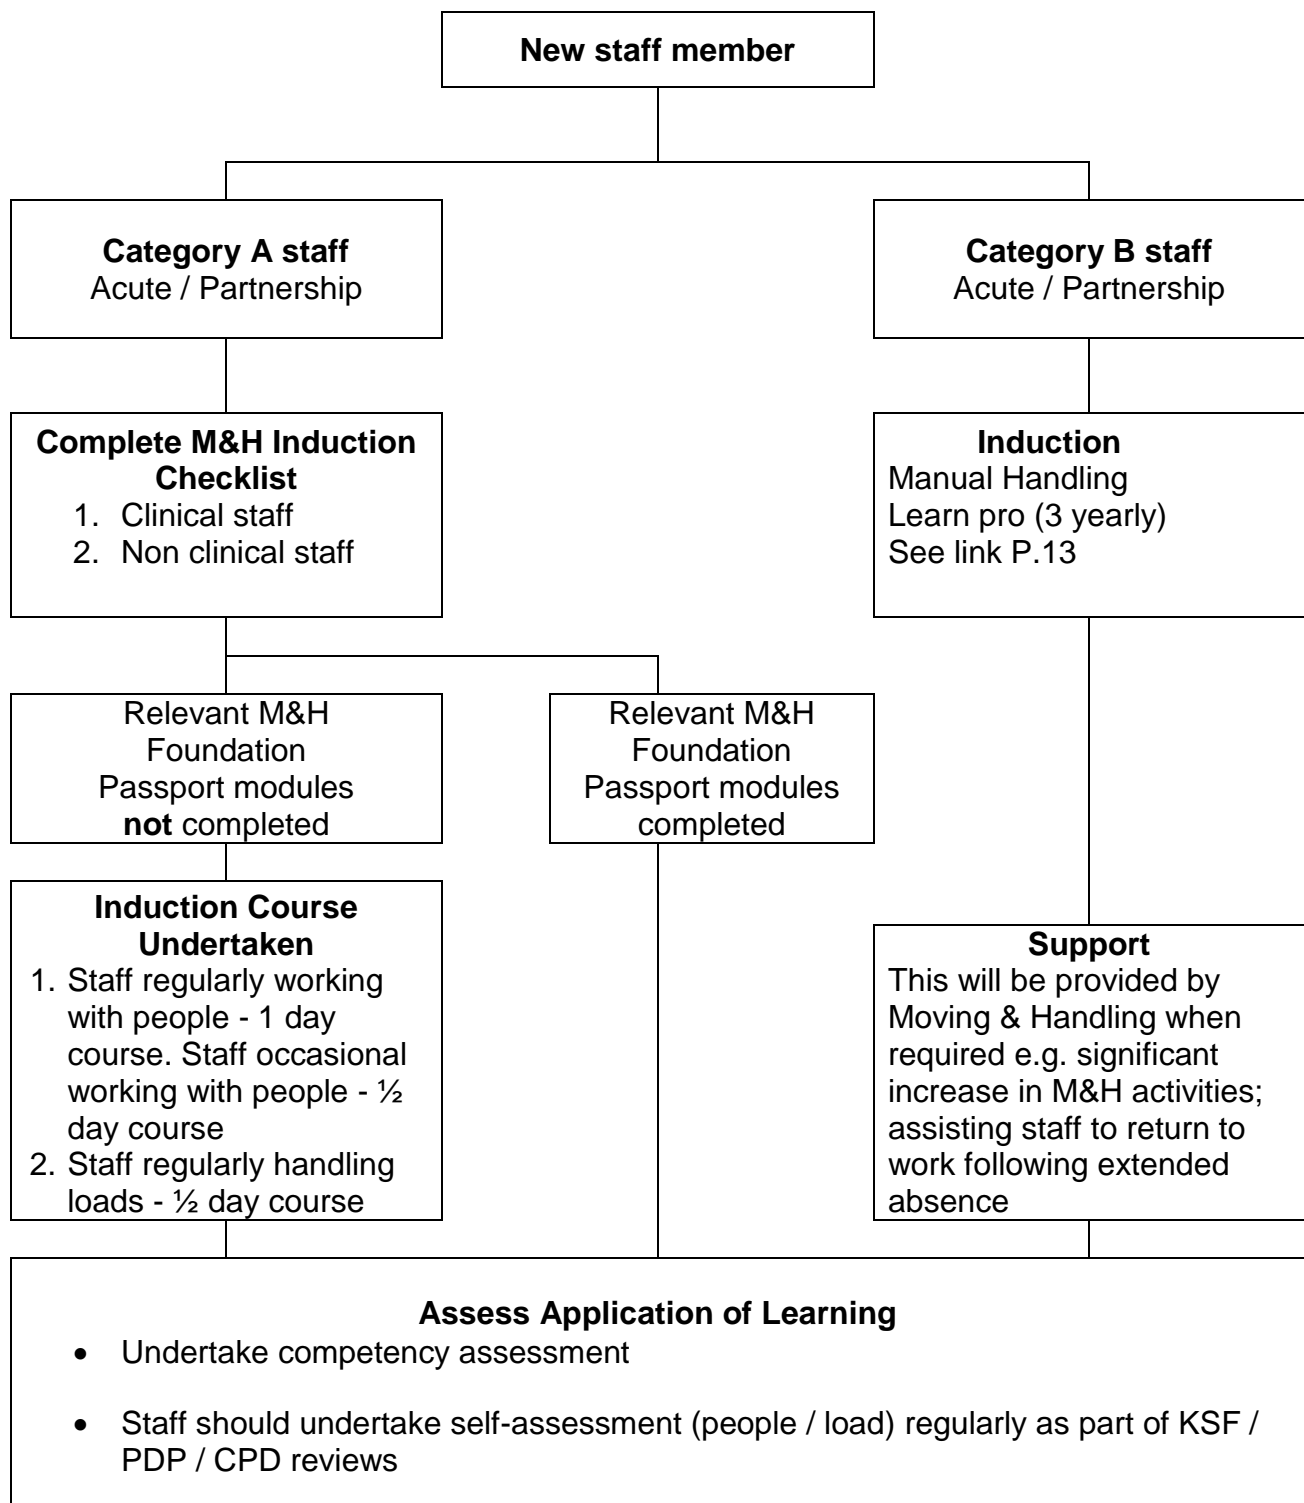 New staff member
Category A staff
Acute / Partnership
Category B staff
Acute / Partnership
Complete M&H Induction
Checklist
1. Clinical staff
2. Non clinical staff
Induction
Manual Handling
Learn pro (3 yearly)
See link P.13
Relevant M&H
Foundation
Passport modules
not completed
Relevant M&H
Foundation
Passport modules
completed
Induction Course
Undertaken
1. Staff regularly working
with people - 1 day
course. Staff occasional
working with people - ½
day course
2. Staff regularly handling
loads - ½ day course
Support
This will be provided by
Moving & Handling when
required e.g. significant
increase in M&H activities;
assisting staff to return to
work following extended
absence
Assess Application of Learning
• Undertake competency assessment
• Staff should undertake self-assessment (people / load) regularly as part of KSF /
PDP / CPD reviews